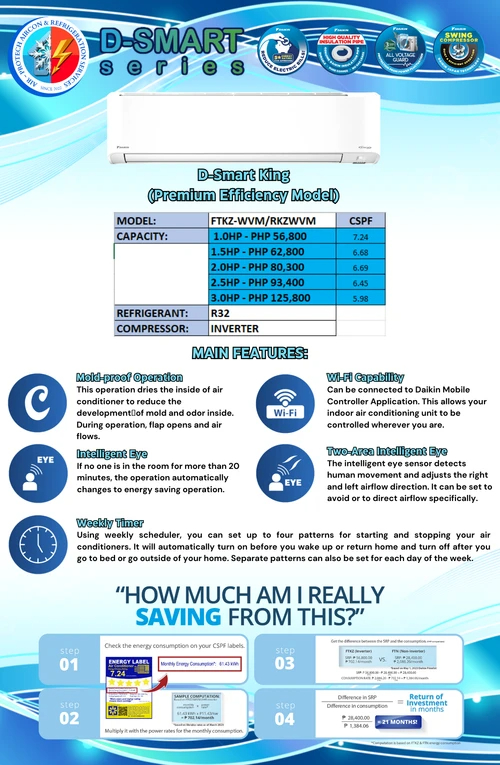 AIR-PROTECH AIRCON & REFRIGERATION SERVICES
D-SMART
series
REDUCE ELECTRIC BILLS
HIGH QUALITY
INSULATION PIPE
ALL VOLTAGE
GUARD
SWING
COMPRESSOR
D-Smart King
(Premium Efficiency Model)
MODEL: FTKZ-WVM/RKZWVM CSPF
CAPACITY: 1.0HP - PHP 56,800 7.24
1.5HP - PHP 62,800 6.68
2.0HP - PHP 80,300 6.69
2.5HP - PHP 93,400 6.45
3.0HP - PHP 125,800 5.98
REFRIGERANT: R32
COMPRESSOR: INVERTER
MAIN FEATURES:
Mold-proof Operation
This operation dries the inside of air
conditioner to reduce the
development▯of mold and odor inside.
During operation, flap opens and air
flows.
Wi-Fi Capability
Can be connected to Daikin Mobile
Controller Application. This allows your
indoor air conditioning unit to be
controlled wherever you are.
Wi-Fi
EYE
Intelligent Eye
If no one is in the room for more than 20
minutes, the operation automatically
changes to energy saving operation.
EYE
Two-Area Intelligent Eye
The intelligent eye sensor detects
human movement and adjusts the right
and left airflow direction. It can be set to
avoid or to direct airflow specifically.
Weekly Timer
Using weekly scheduler, you can set up to four patterns for starting and stopping your air
conditioners. It will automatically turn on before you wake up or return home and turn off after you
go to bed or go outside of your home. Separate patterns can also be set for each day of the week.
“HOW MUCH AM I REALLY
SAVING FROM THIS?”
step
01
Check the energy consumption on your CSPF labels.
ENERGY LABEL
7.24
Monthly Energy Consumption*: 61.43 kWh
step
02
SAMPLE COMPUTATION
Multiply it with the power rates for the monthly consumption.
step
03
Get the difference between the SRP and the consumption.
FTKZ (Inverter)
VS.
FTN (Non-inverter)
step
04
Difference in SRP
Difference in consumption
=
Return of
Investment
in months
₱ 28,400.00
₱ 1,384.06
= 21 MONTHS!
*Computation is based on FTKZ & FTN energy consumption.